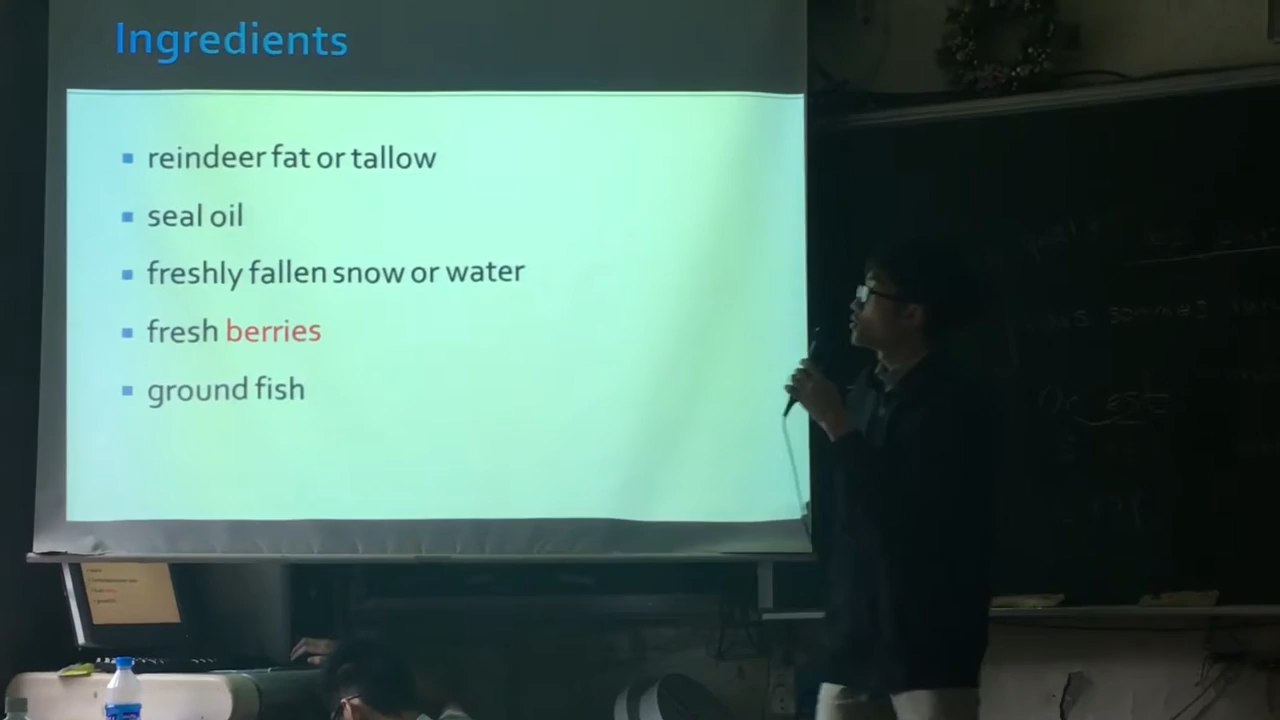 Ingredients
reindeer fat or tallow
seal oil
freshly fallen snow or water
fresh berries
ground fish